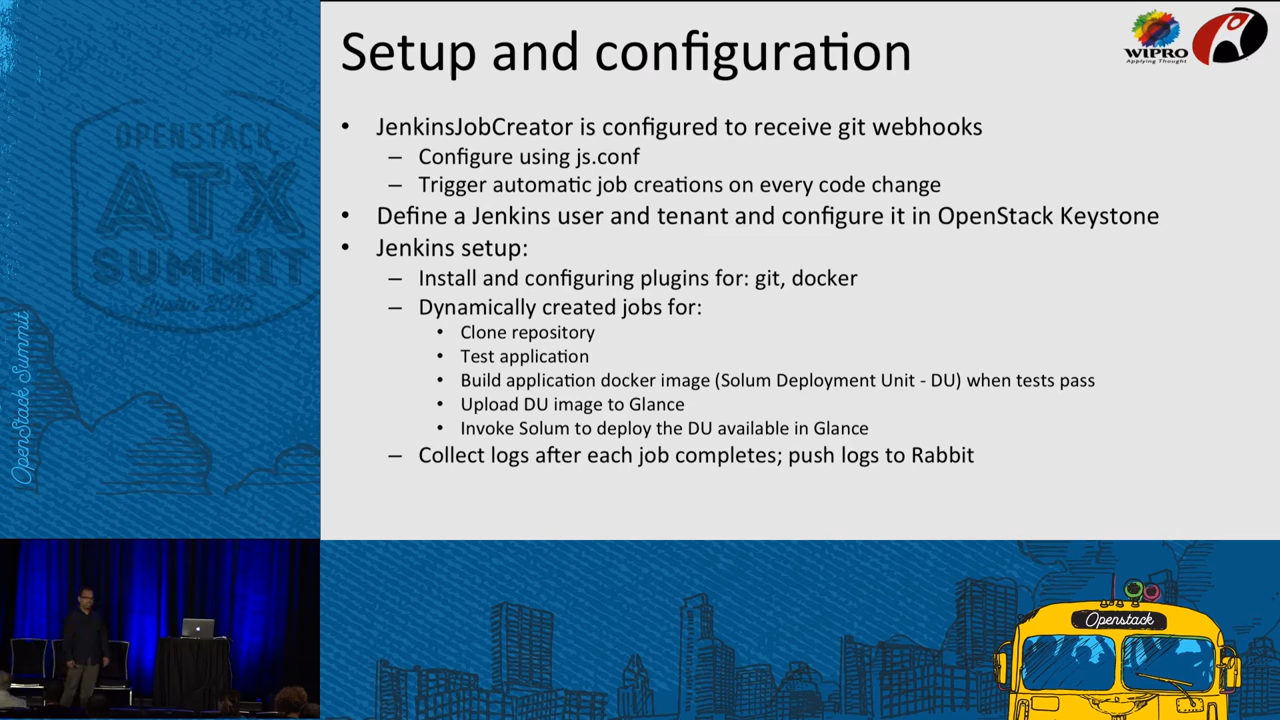 Setup and configuration
WIPRO
Applying Thought
• JenkinsJobCreator is configured to receive git webhooks
– Configure using js.conf
– Trigger automatic job creations on every code change
• Define a Jenkins user and tenant and configure it in OpenStack Keystone
• Jenkins setup:
– Install and configuring plugins for: git, docker
– Dynamically created jobs for:
• Clone repository
• Test application
• Build application docker image (Solum Deployment Unit - DU) when tests pass
• Upload DU image to Glance
• Invoke Solum to deploy the DU available in Glance
– Collect logs after each job completes; push logs to Rabbit
OPENSTACK
ATX
SUMMIT
Austin 2016
OpenStack Summit
Openstack